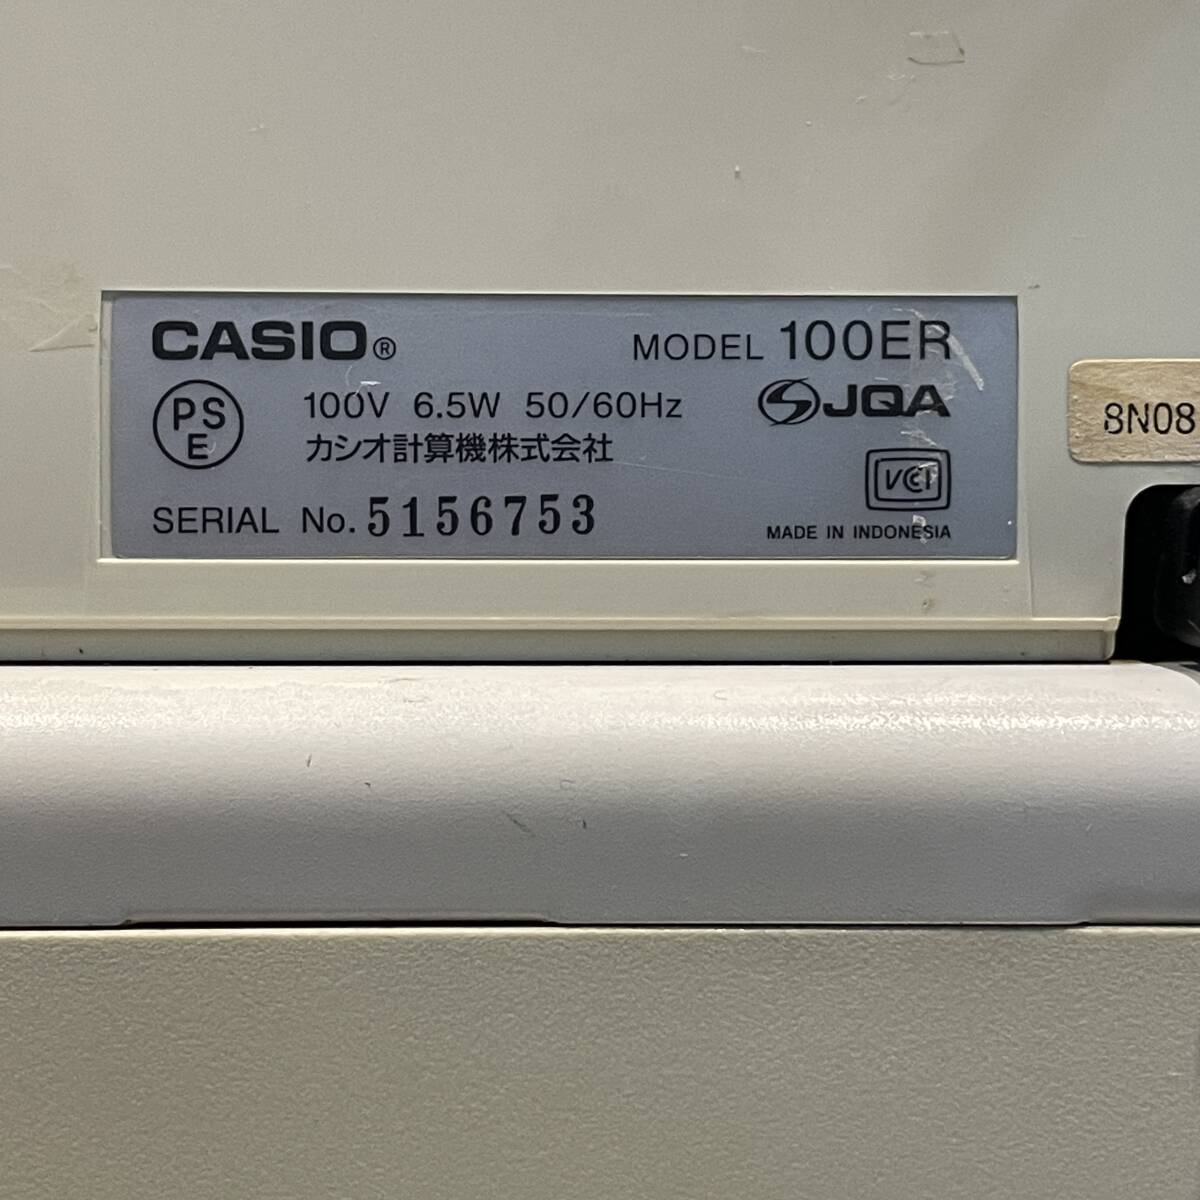 CASIO® MODEL 100ER
PS
E
100V 6.5W 50/60Hz
カシオ計算機株式会社
JQA
VCCI
SERIAL No. 5156753
MADE IN INDONESIA
8N08